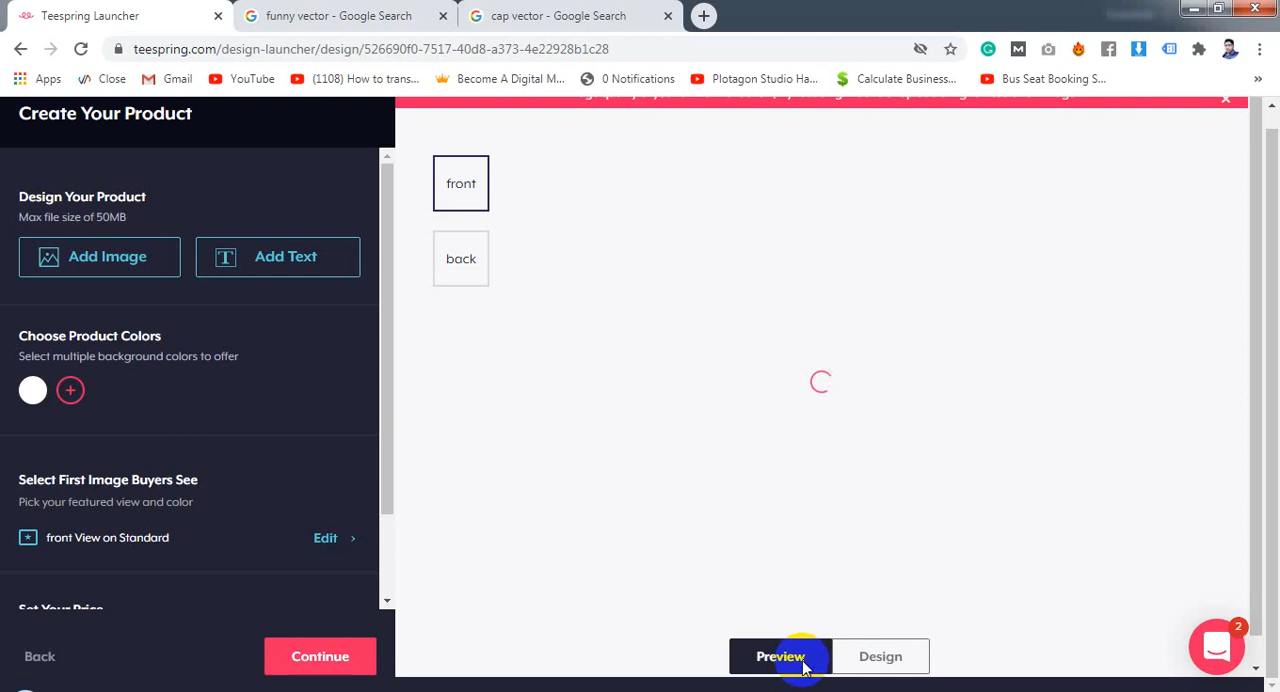 Teespring Launcher
funny vector - Google Search
cap vector - Google Search
teespring.com/design-launcher/design/526690f0-7517-40d8-a373-4e22928b1c28
Apps
Close
Gmail
YouTube
(1108) How to trans...
Become A Digital M...
0 Notifications
Plotagon Studio Ha...
Calculate Business...
Bus Seat Booking S...
Create Your Product
Design Your Product
Max file size of 50MB
Add Image
Add Text
Choose Product Colors
Select multiple background colors to offer
Select First Image Buyers See
Pick your featured view and color
front View on Standard
Edit
Set Your Price
Back
Continue
front
back
Preview
Design
2